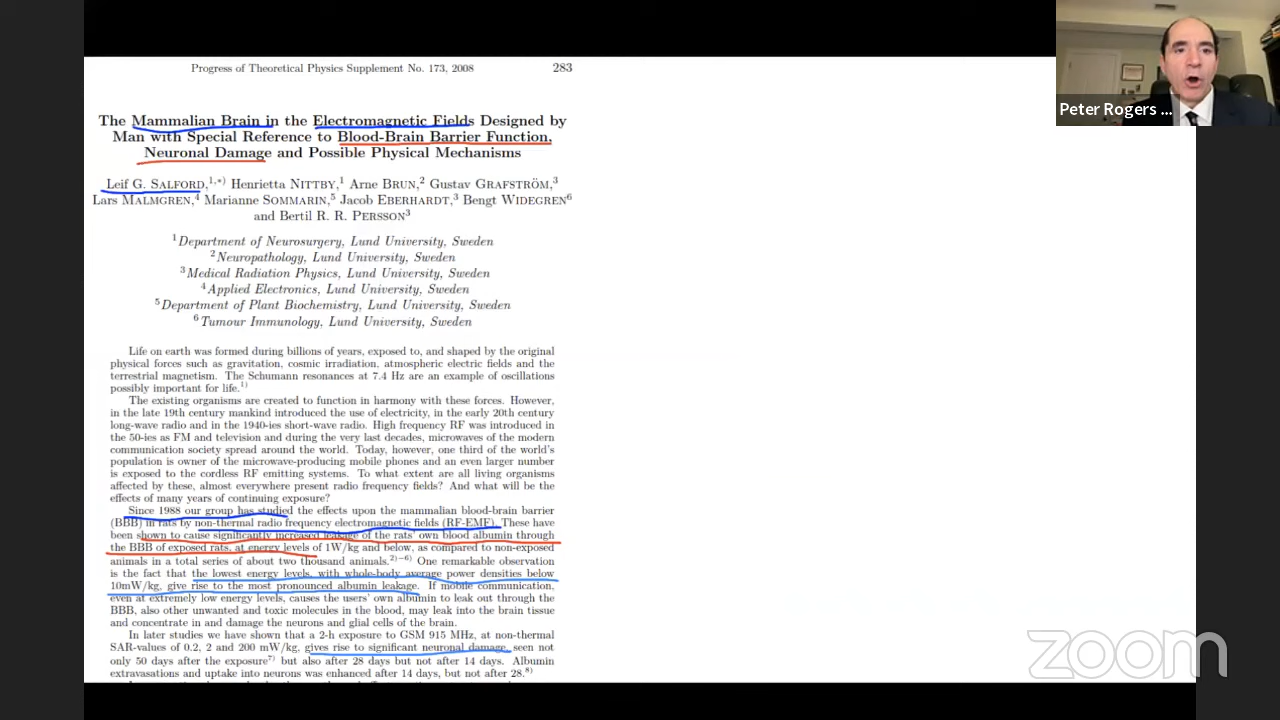 Progress of Theoretical Physics Supplement No. 173, 2008 283
The Mammalian Brain in the Electromagnetic Fields Designed by
Man with Special Reference to Blood-Brain Barrier Function,
Neuronal Damage and Possible Physical Mechanisms
Leif G. SALFORD,1,*) Henrietta NITTBY,1 Arne BRUN,2 Gustav GRAFSTRÖM,3
Lars MALMGREN,4 Marianne SOMMARIN,5 Jacob EBERHARDT,3 Bengt WIDEGREN6
and Bertil R. R. PERSSON3
1Department of Neurosurgery, Lund University, Sweden
2Neuropathology, Lund University, Sweden
3Medical Radiation Physics, Lund University, Sweden
4Applied Electronics, Lund University, Sweden
5Department of Plant Biochemistry, Lund University, Sweden
6Tumour Immunology, Lund University, Sweden
Life on earth was formed during billions of years, exposed to, and shaped by the original
physical forces such as gravitation, cosmic irradiation, atmospheric electric fields and the
terrestrial magnetism. The Schumann resonances at 7.4 Hz are an example of oscillations
possibly important for life.1)
The existing organisms are created to function in harmony with these forces. However,
in the late 19th century mankind introduced the use of electricity, in the early 20th century
long-wave radio and in the 1940-ies short-wave radio. High frequency RF was introduced
in the 50-ies as FM and television and during the very last decades, microwaves of the modern
communication society spread around the world. Today, however, one third of the world's
population is owner of the microwave-producing mobile phones and an even larger number
is exposed to the cordless RF emitting systems. To what extent are all living organisms
affected by these, almost everywhere present radio frequency fields? And what will be the
effects of many years of continuing exposure?
Since 1988 our group has studied the effects upon the mammalian blood-brain barrier
(BBB) in rats by non-thermal radio frequency electromagnetic fields (RF-EMF). These have
been shown to cause significantly increased leakage of the rats' own blood albumin through
the BBB of exposed rats, at energy levels of 1W/kg and below, as compared to non-exposed
animals in a total series of about two thousand animals.2)–6) One remarkable observation
is the fact that the lowest energy levels, with whole-body average power densities below
10mW/kg, give rise to the most pronounced albumin leakage. If mobile communication,
even at extremely low energy levels, causes the users' own albumin to leak out through the
BBB, also other unwanted and toxic molecules in the blood, may leak into the brain tissue
and concentrate in and damage the neurons and glial cells of the brain.
In later studies we have shown that a 2-h exposure to GSM 915 MHz, at non-thermal
SAR-values of 0.2, 2 and 200 mW/kg, gives rise to significant neuronal damage, seen not
only 50 days after the exposure7) but also after 28 days but not after 14 days. Albumin
extravasations and uptake into neurons was enhanced after 14 days, but not after 28.8)
Peter Rogers ...
zoom